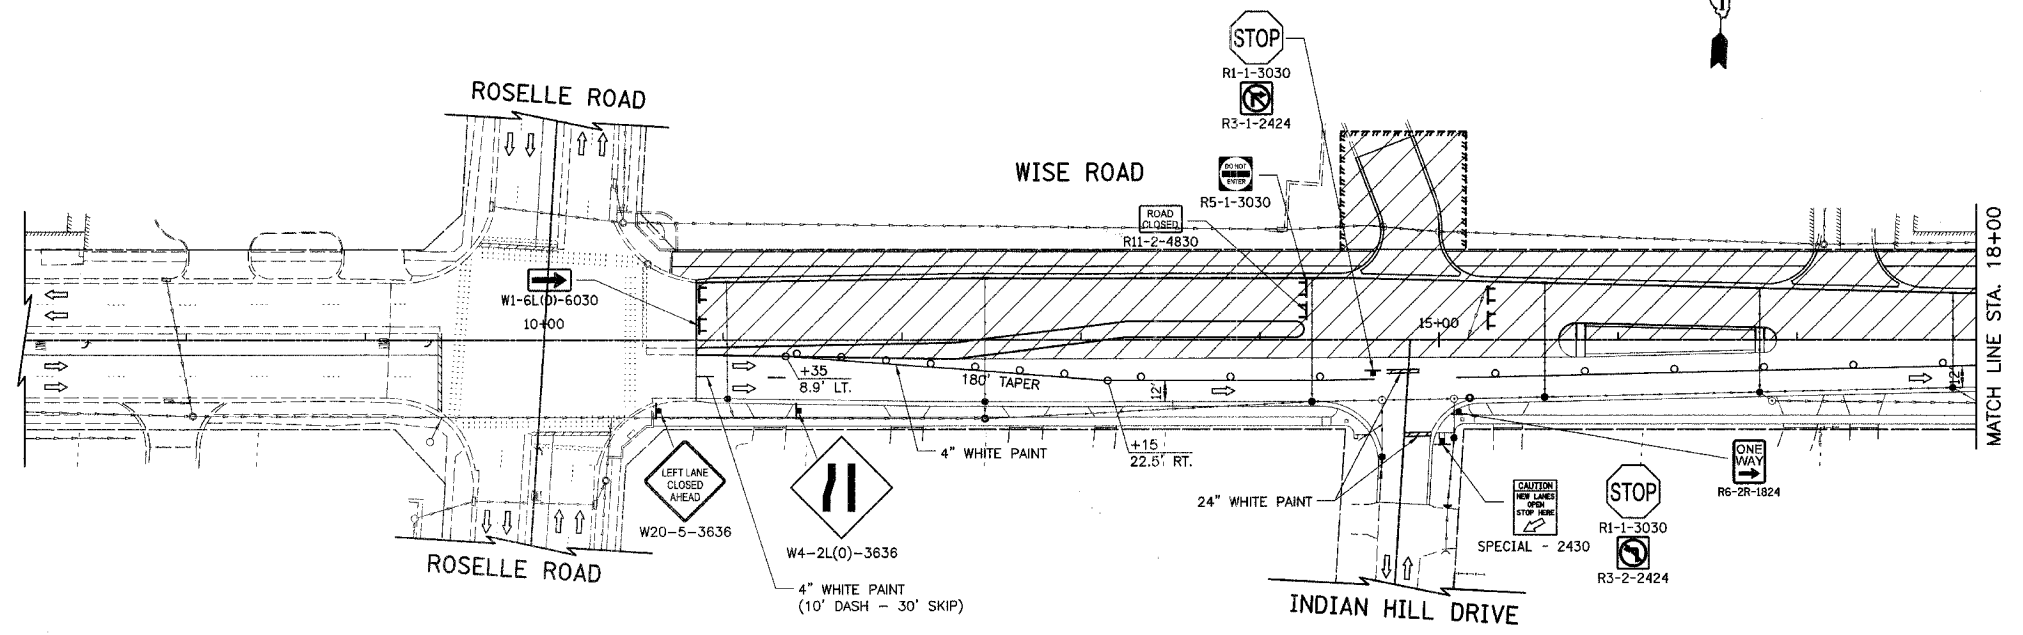 STOP
R1-1-3030
R3-1-2424
ROSELLE ROAD
WISE ROAD
DO NOT
ENTER
R5-1-3030
ROAD
CLOSED
R11-2-4830
W1-6L(O)-6030
10+00
15+00
MATCH LINE STA. 18+00
+35
8.9' LT.
180' TAPER
12'
12'
+15
22.5' RT.
4" WHITE PAINT
LEFT LANE
CLOSED
AHEAD
W20-5-3636
W4-2L(O)-3636
4" WHITE PAINT
(10' DASH - 30' SKIP)
24" WHITE PAINT
CAUTION
NEW LANES
OPEN
STOP HERE
SPECIAL - 2430
STOP
R1-1-3030
R3-2-2424
ONE
WAY
R6-2R-1824
ROSELLE ROAD
INDIAN HILL DRIVE